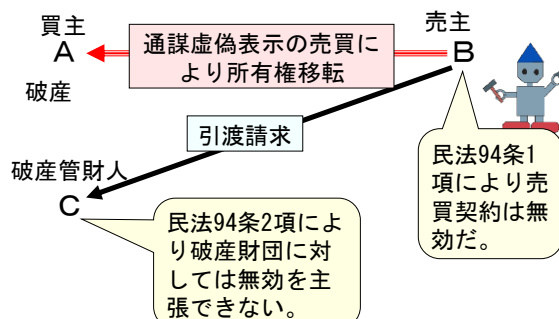 買主
A
破産
通謀虚偽表示の売買に
より所有権移転
売主
B
引渡請求
破産管財人
C
民法94条1
項により売
買契約は無
効だ。
民法94条2項によ
り破産財団に対
しては無効を主
張できない。